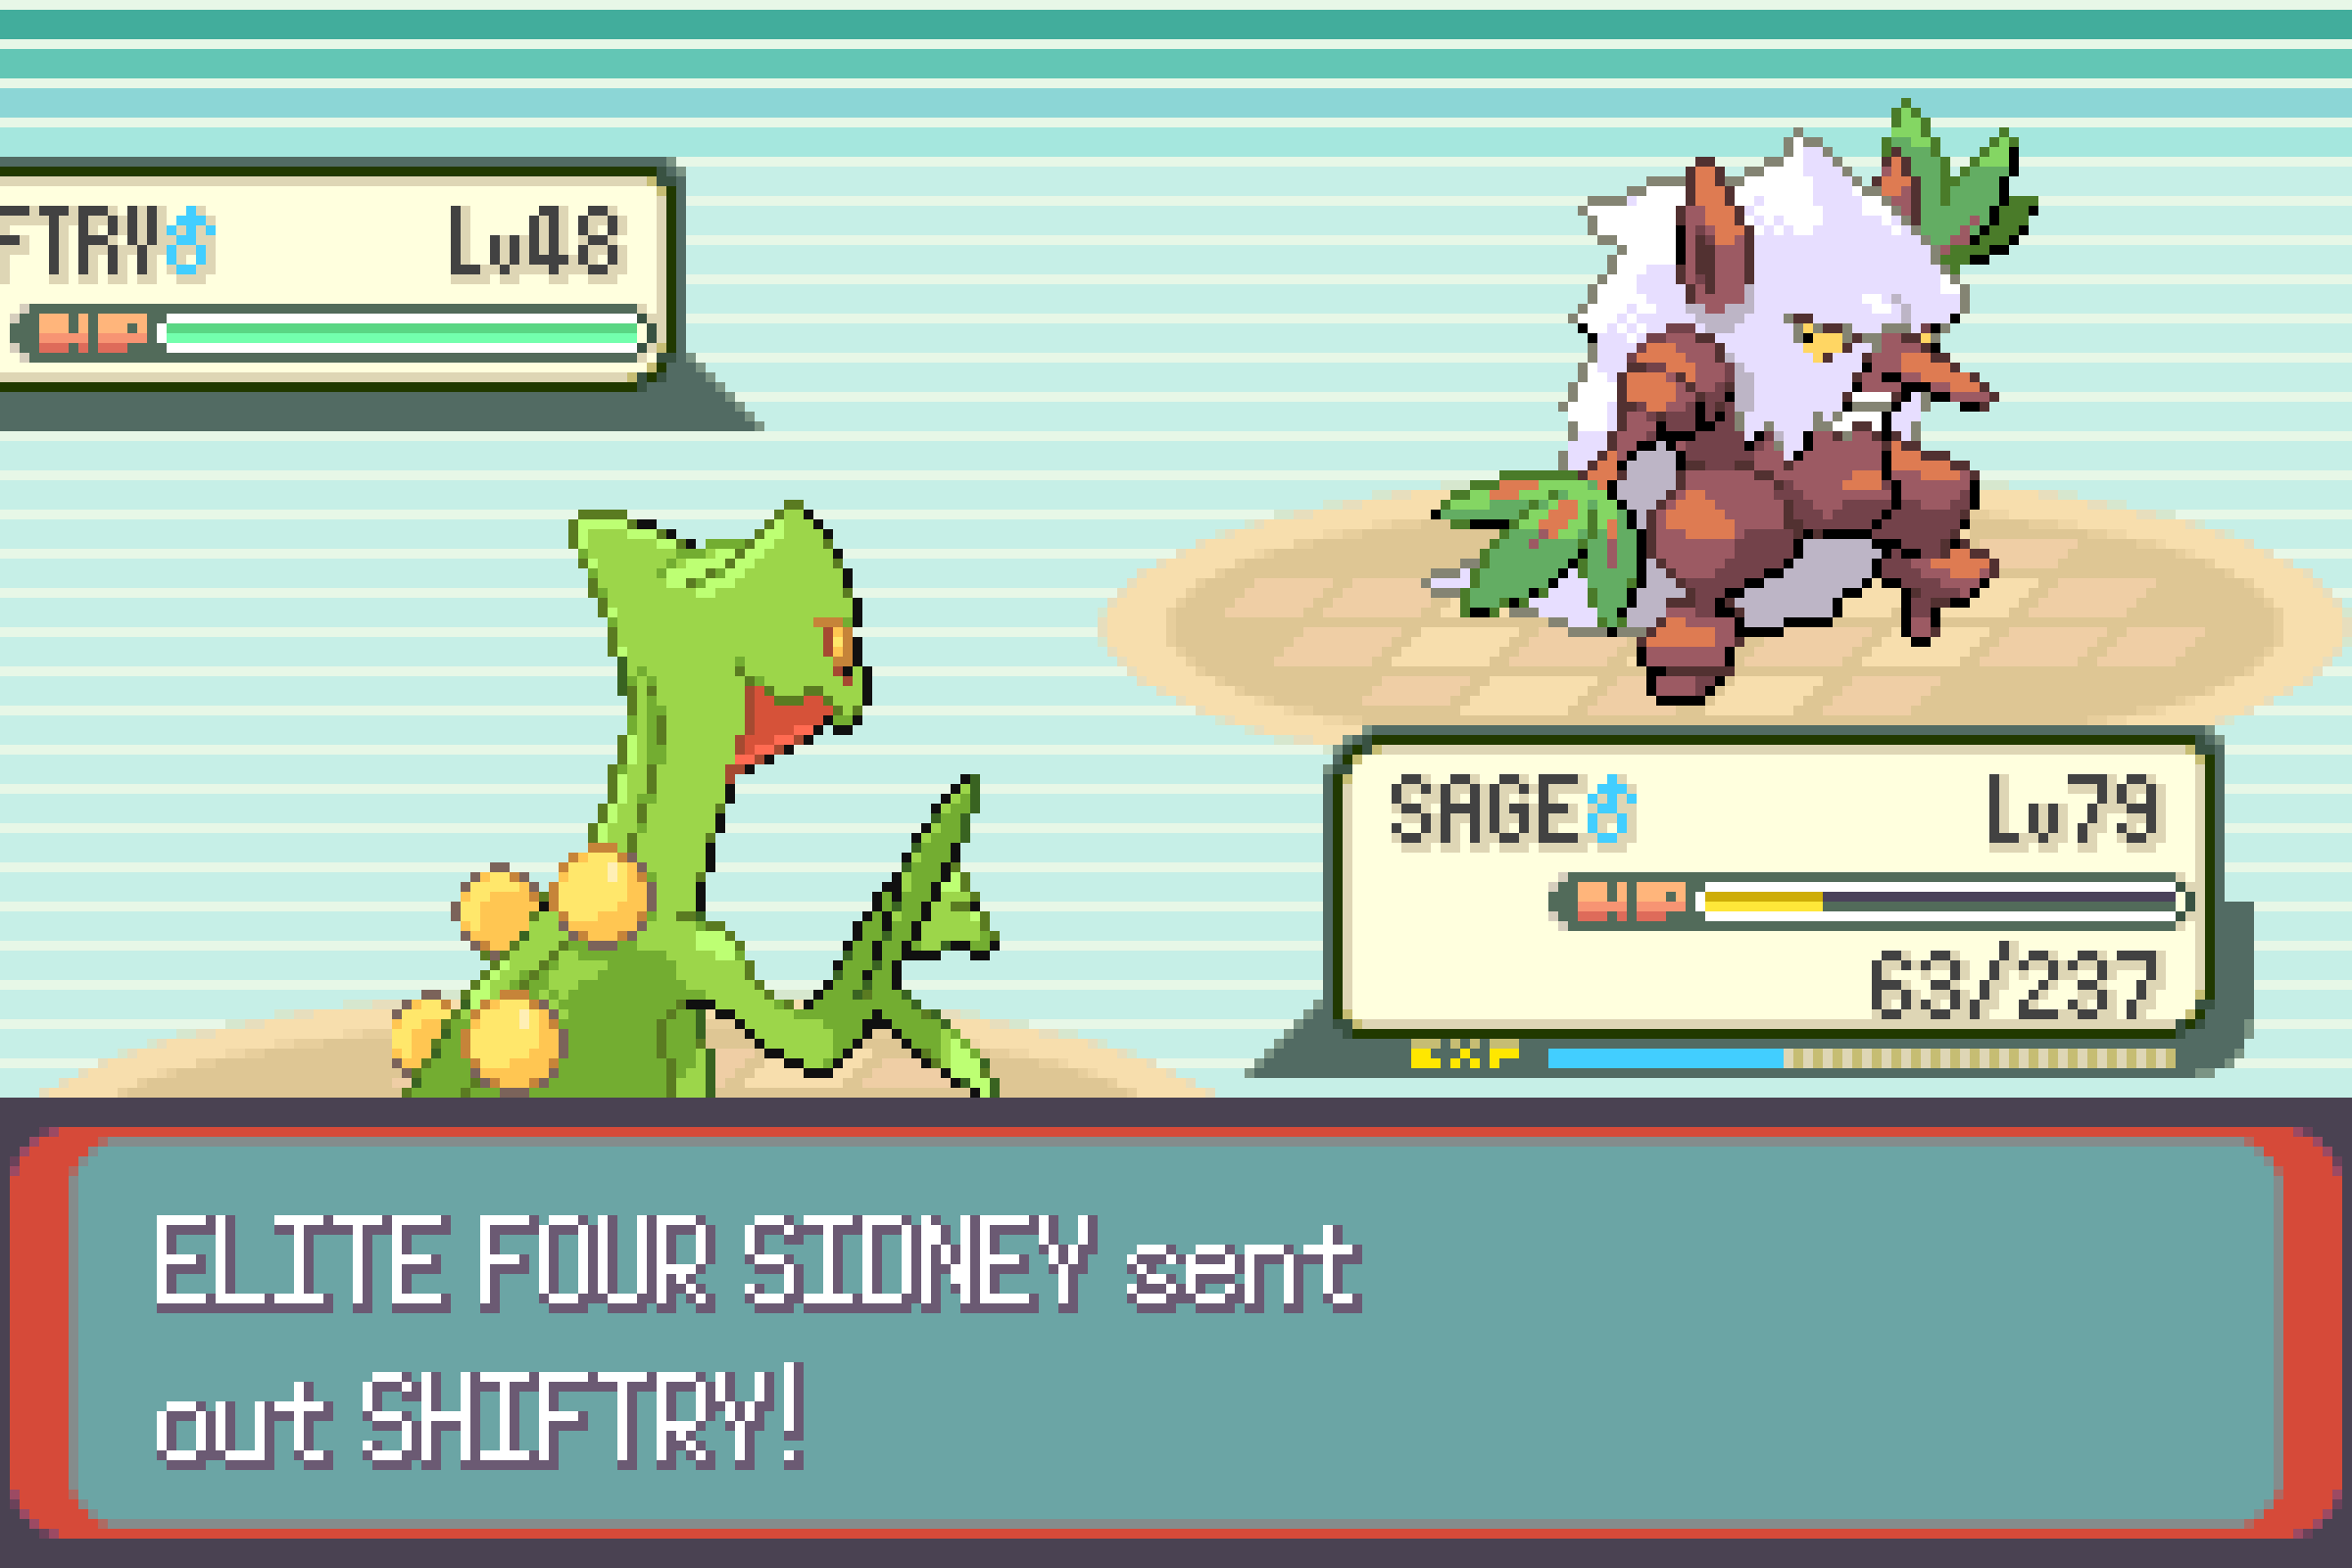 FTRY♂ Lv48
HP
SAGE♂ Lv79
HP
63/237
EXP
ELITE FOUR SIDNEY sent
out SHIFTRY!